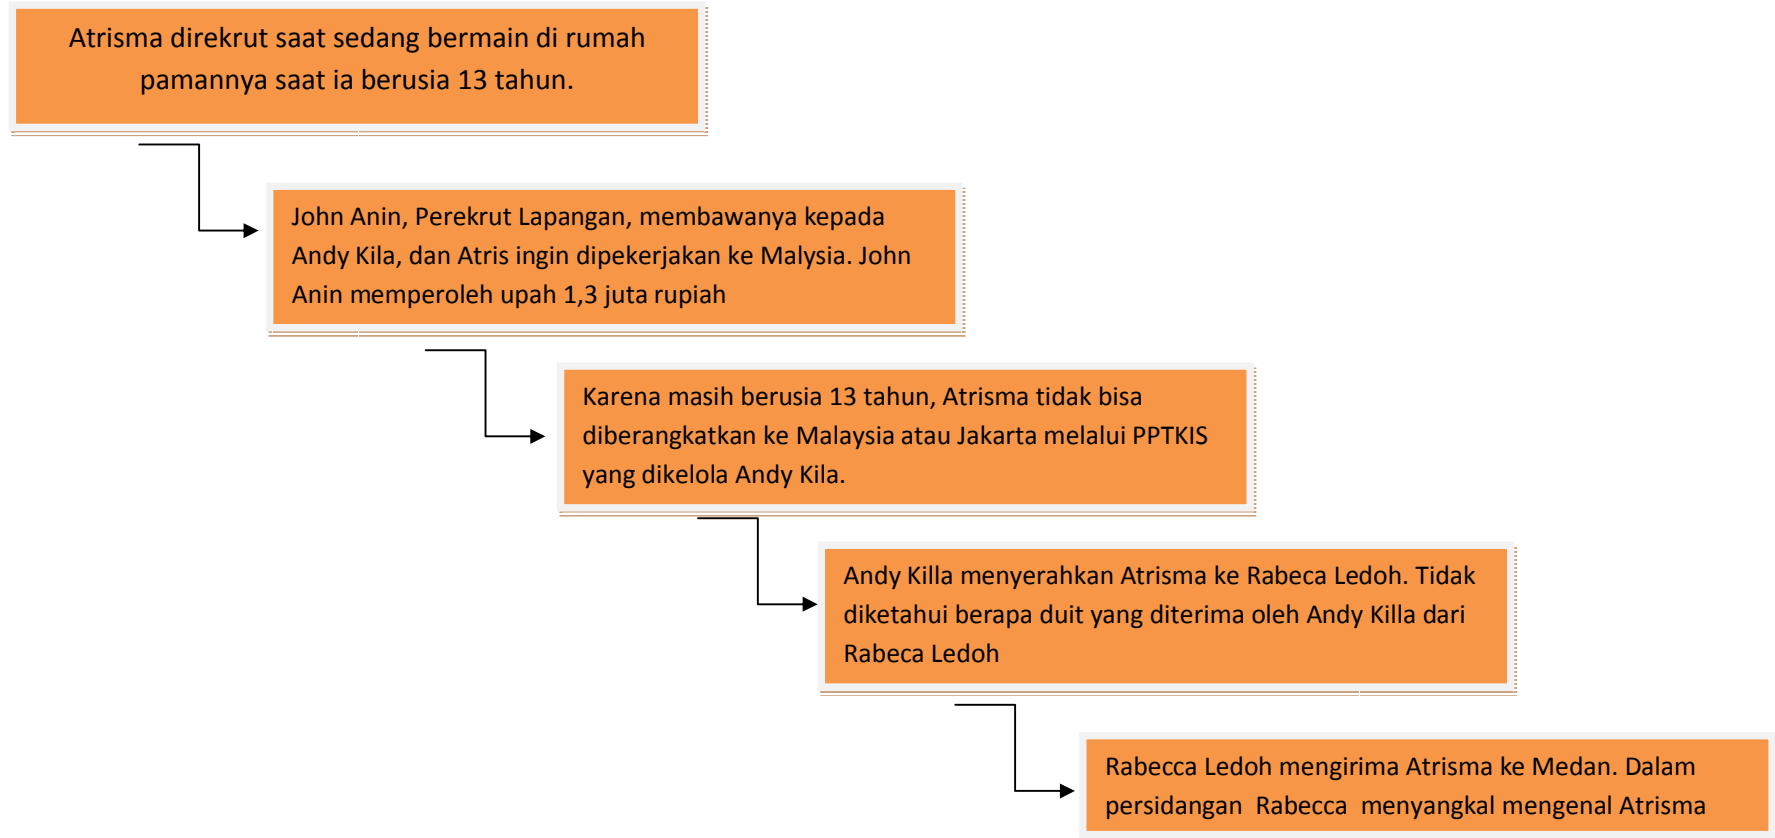 Atrisma direkrut saat sedang bermain di rumah
pamannya saat ia berusia 13 tahun.
John Anin, Perekrut Lapangan, membawanya kepada
Andy Kila, dan Atris ingin dipekerjakan ke Malysia. John
Anin memperoleh upah 1,3 juta rupiah
Karena masih berusia 13 tahun, Atrisma tidak bisa
diberangkatkan ke Malaysia atau Jakarta melalui PPTKIS
yang dikelola Andy Kila.
Andy Killa menyerahkan Atrisma ke Rabeca Ledoh. Tidak
diketahui berapa duit yang diterima oleh Andy Killa dari
Rabeca Ledoh
Rabecca Ledoh mengirima Atrisma ke Medan. Dalam
persidangan  Rabecca  menyangkal mengenal Atrisma